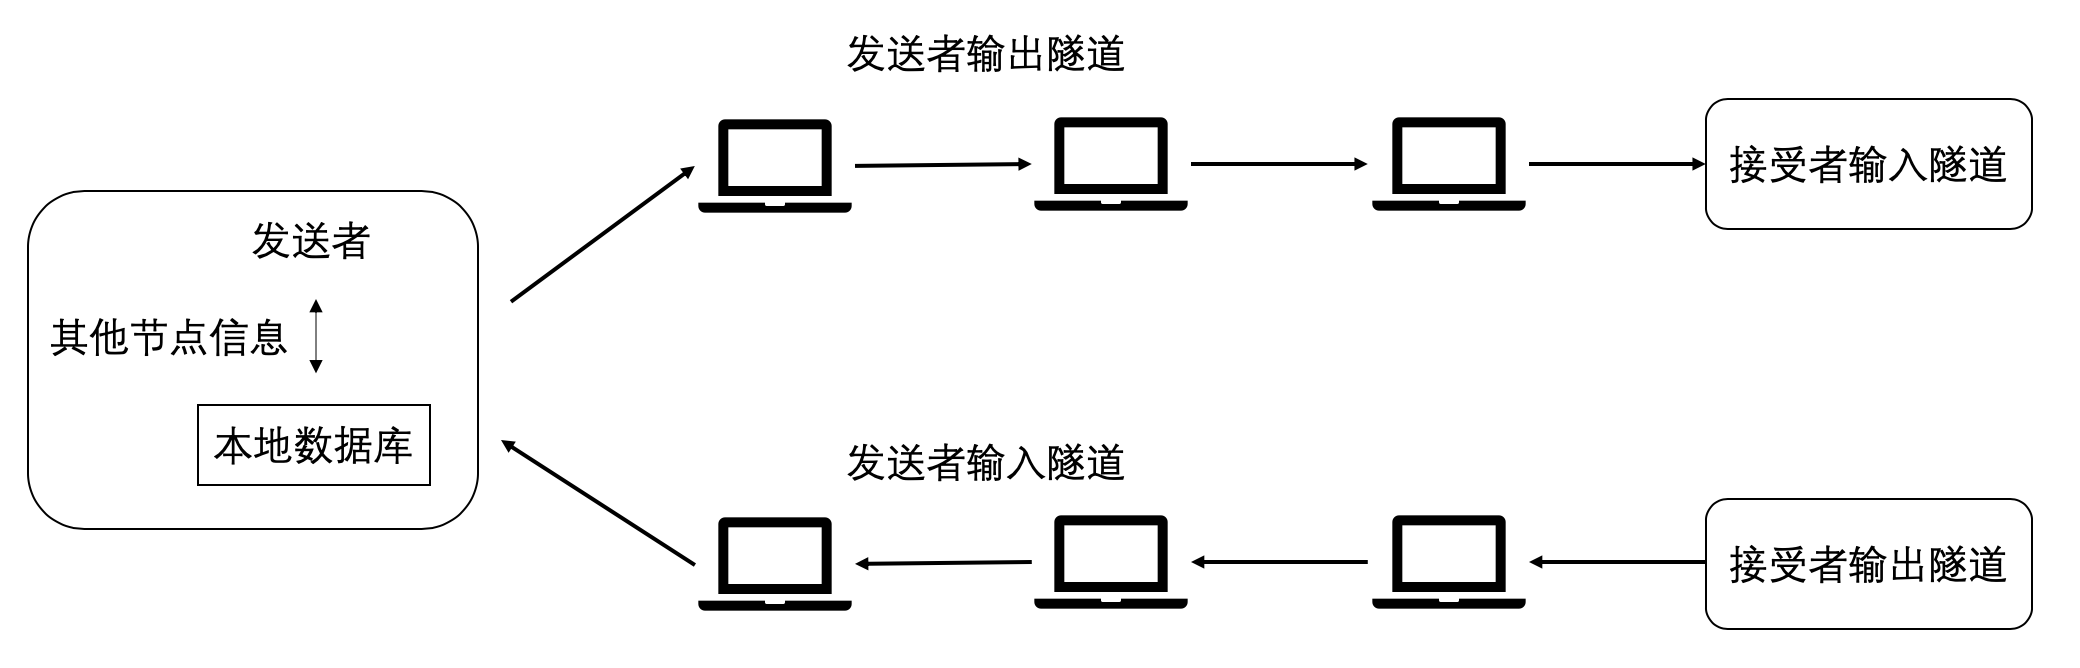 发送者输出隧道
接受者输入隧道
发送者
其他节点信息
本地数据库
发送者输入隧道
接受者输出隧道